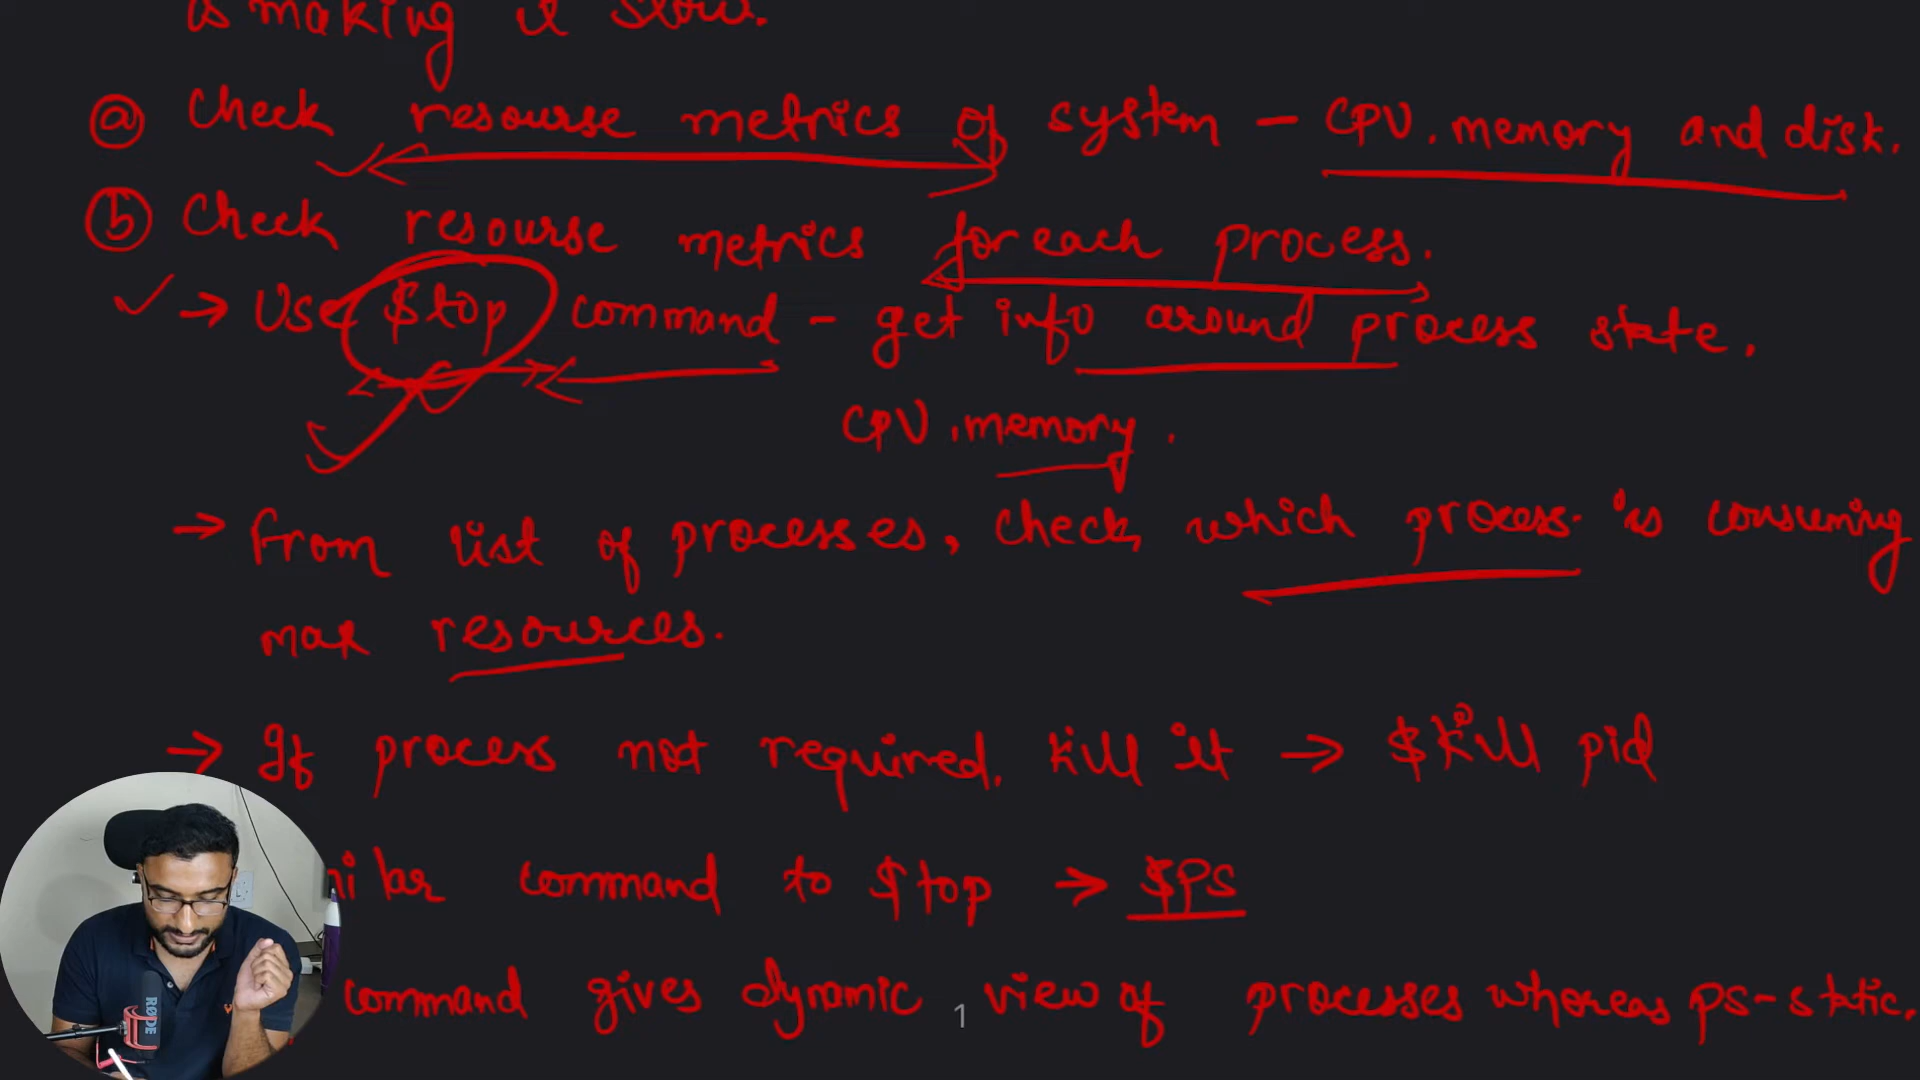 is making it slow.
ⓐ Check resourse metrics of system - CPU, memory and disk.
ⓑ Check resourse metrics for each process.
→ Use $top command - get info around process state.
CPU, memory.
→ From list of processes, check which process is consuming
max resources.
→ If process not required, kill it → $kill pid
command to $top → $ps
command gives dynamic view of processes whereas ps-static.
1
RØDE